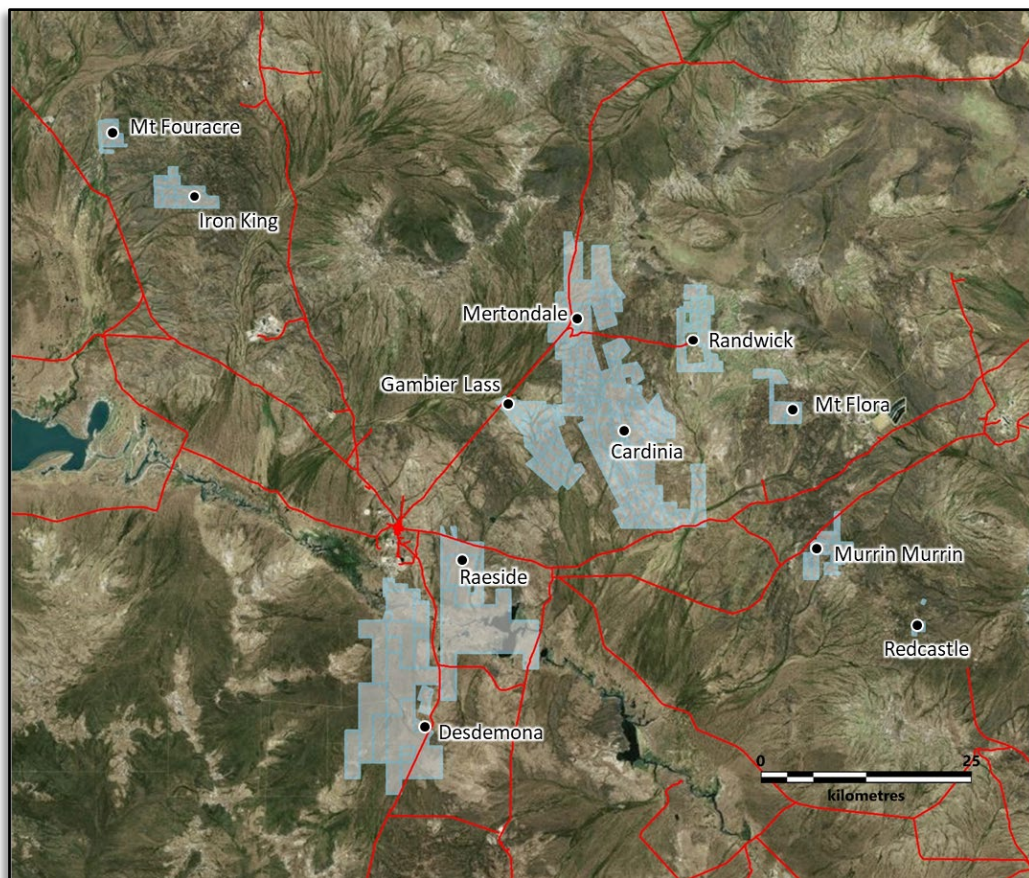 Mt Fouracre
Iron King
Mertondale
Randwick
Gambier Lass
Mt Flora
Cardinia
Murrin Murrin
Raeside
Redcastle
Desdemona
0 25
kilometres